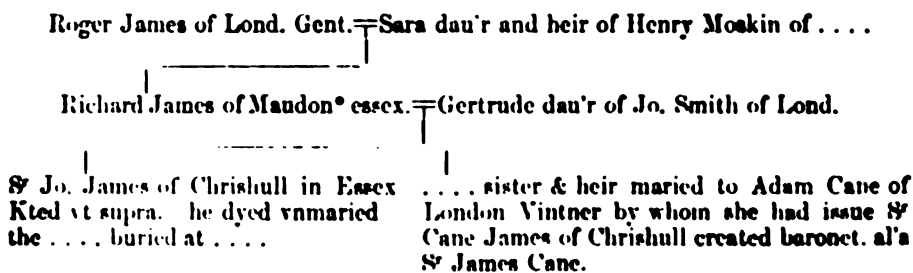 Roger James of Lond. Gent.=Sara dau'r and heir of Henry Moskin of . . . .
Richard James of Maudon* essex.=Gertrude dau'r of Jo. Smith of Lond.
Sr Jo. James of Chrishull in Essex
Kted vt supra. he dyed vnmaried
the . . . . buried at . . . .
. . . . sister & heir maried to Adam Cane of
London Vintner by whom she had issue Sr
Cane James of Chrishull created baronet. al's
Sr James Cane.